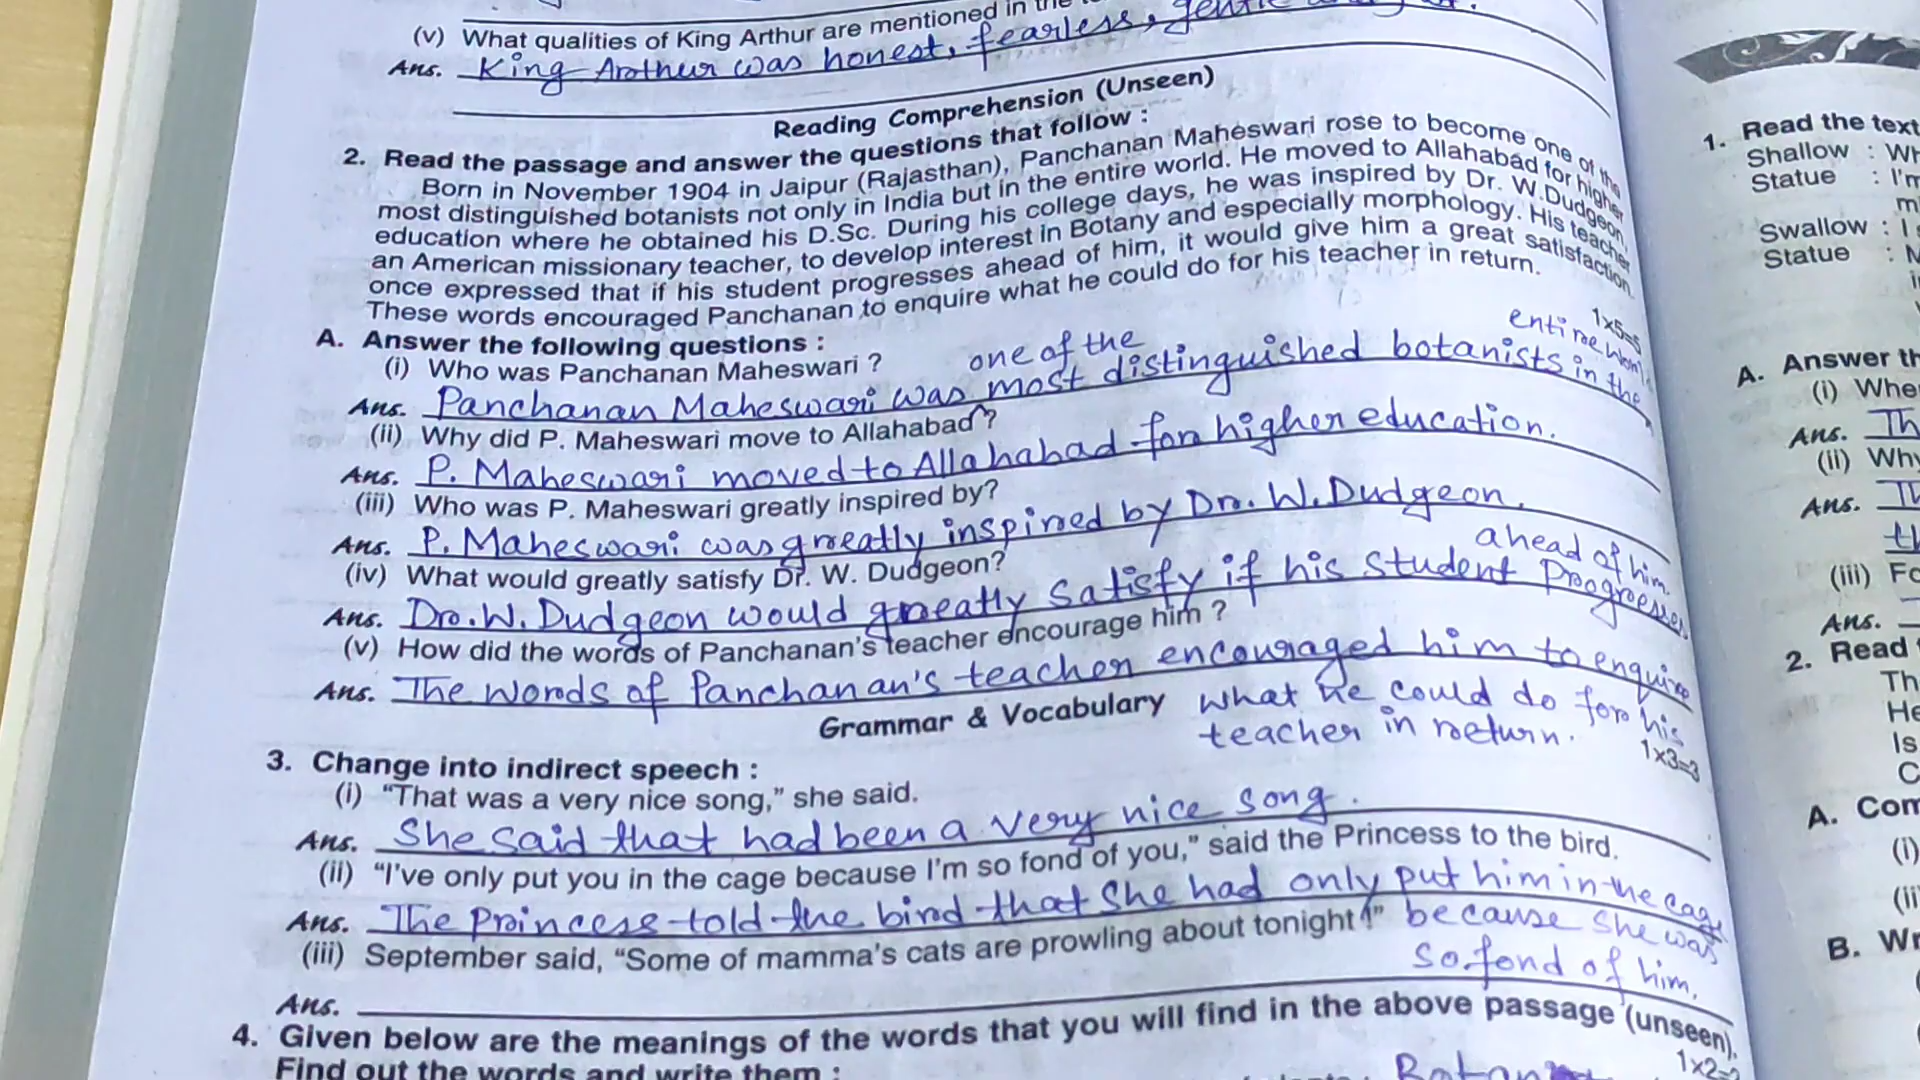 (v) What qualities of King Arthur are mentioned in the
Ans. King Arothur was honest, fearless, gentle
Reading Comprehension (Unseen)
2. Read the passage and answer the questions that follow :
Born in November 1904 in Jaipur (Rajasthan), Panchanan Maheswari rose to become one of the
most distinguished botanists not only in India but in the entire world. He moved to Allahabad for higher
education where he obtained his D.Sc. During his college days, he was inspired by Dr. W.Dudgeon,
an American missionary teacher, to develop interest in Botany and especially morphology. His teacher
once expressed that if his student progresses ahead of him, it would give him a great satisfaction.
These words encouraged Panchanan to enquire what he could do for his teacher in return.
A. Answer the following questions : 1x5=5
(i) Who was Panchanan Maheswari ?
Ans. Panchanan Maheswari was one of the most distinguished botanists in the entire world
(ii) Why did P. Maheswari move to Allahabad ?
Ans. P. Maheswari moved to Allahabad for higher education.
(iii) Who was P. Maheswari greatly inspired by?
Ans. P. Maheswari was greatly inspired by Dr. W. Dudgeon.
(iv) What would greatly satisfy Dr. W. Dudgeon?
Ans. Dr. W. Dudgeon would greatly satisfy if his student progresses ahead of him.
(v) How did the words of Panchanan's teacher encourage him ?
Ans. The words of Panchanan's teacher encouraged him to enquire
what he could do for his
teacher in return.
Grammar & Vocabulary
3. Change into indirect speech : 1x3=3
(i) "That was a very nice song," she said.
Ans. She said that had been a very nice song.
(ii) "I've only put you in the cage because I'm so fond of you," said the Princess to the bird.
Ans. The Princess told the bird that she had only put him in the cage
because she was
so fond of him.
(iii) September said, "Some of mamma's cats are prowling about tonight !"
Ans.
4. Given below are the meanings of the words that you will find in the above passage (unseen).
Find out the words and write them : 1x2=2
1. Read the text
Shallow : Wh
Statue : I'm
m
Swallow : I
Statue
A. Answer th
(i) Wher
Ans. Th
(ii) Why
Ans. Th
th
(iii) Fo
Ans.
2. Read
Th
He
Is
C
A. Com
(i)
(ii
B. Wr